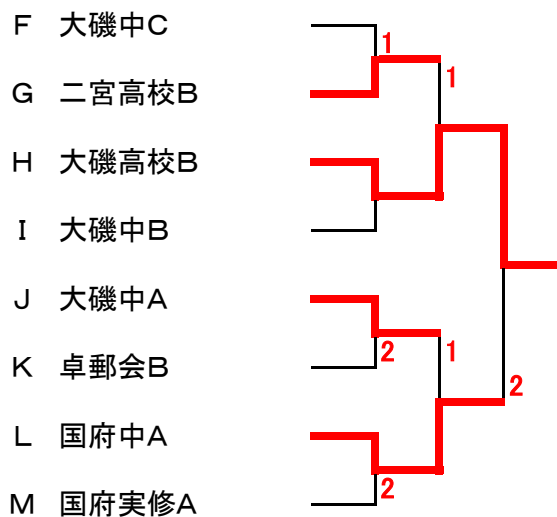 F 大磯中C
1
G 二宮高校B
1
H 大磯高校B
I 大磯中B
J 大磯中A
2
1
K 卓郵会B
2
L 国府中A
2
M 国府実修A